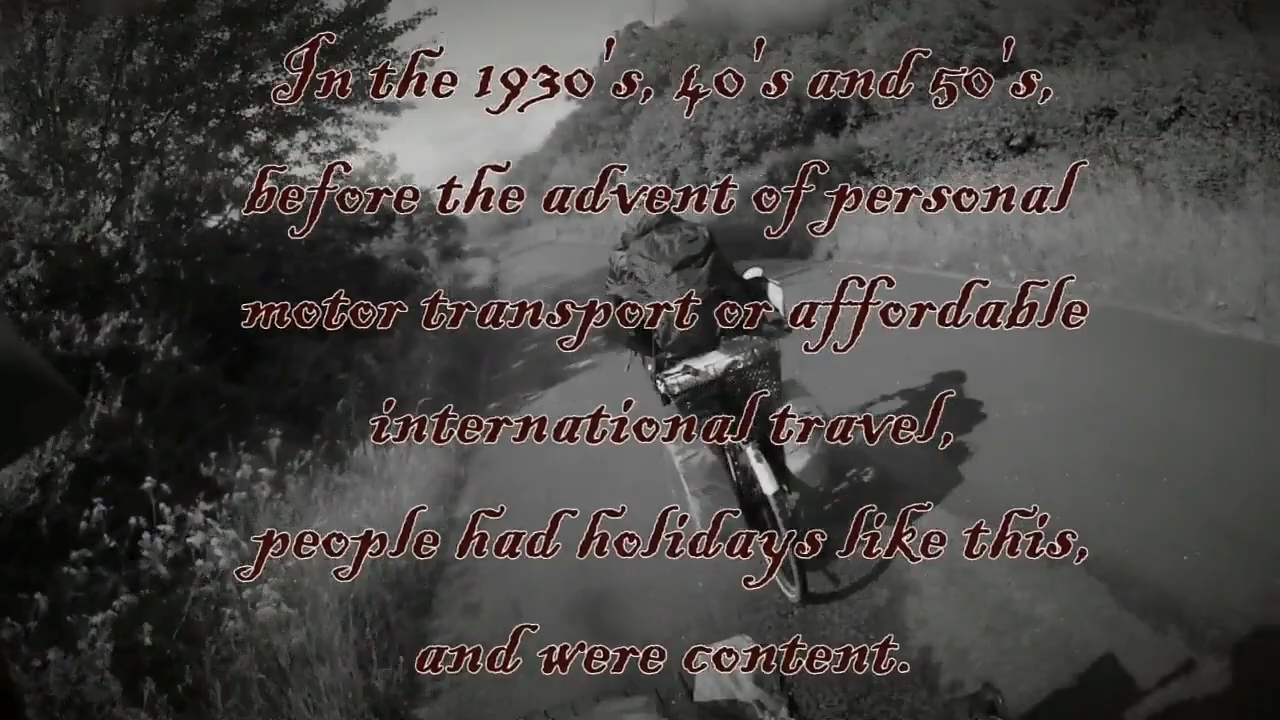 In the 1930's, 40's and 50's,
before the advent of personal
motor transport or affordable
international travel,
people had holidays like this,
and were content.